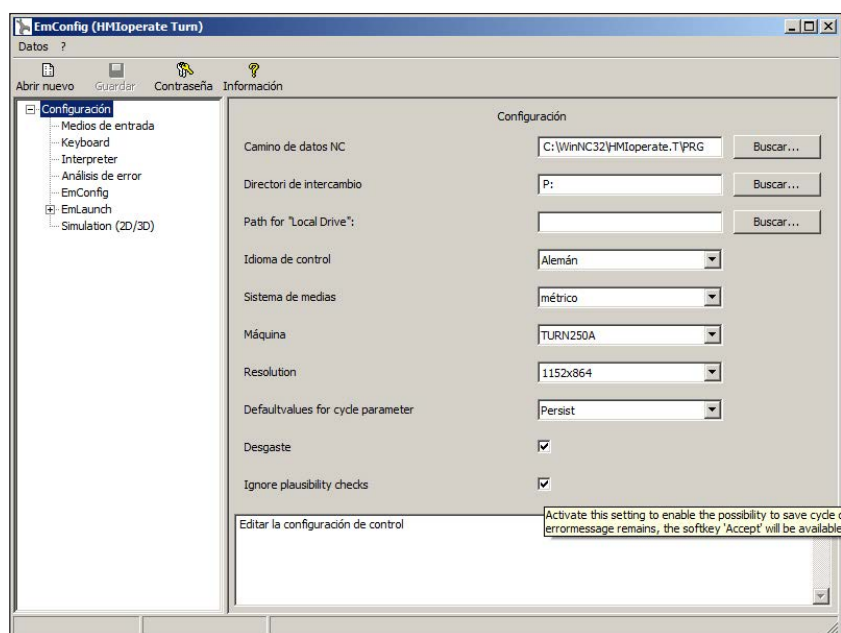 EmConfig (HMIoperate Turn)
Datos ?
Abrir nuevo Guardar Contraseña Información
Configuración
Medios de entrada
Keyboard
Interpreter
Análisis de error
EmConfig
EmLaunch
Simulation (2D/3D)
Configuración
Camino de datos NC C:\WinNC32\HMIoperate.T\PRG Buscar...
Directori de intercambio P: Buscar...
Path for "Local Drive": Buscar...
Idioma de control Alemán
Sistema de medias métrico
Máquina TURN250A
Resolution 1152x864
Defaultvalues for cycle parameter Persist
Desgaste
Ignore plausibility checks
Activate this setting to enable the possibility to save cycle
errormessage remains, the softkey 'Accept' will be available
Editar la configuración de control